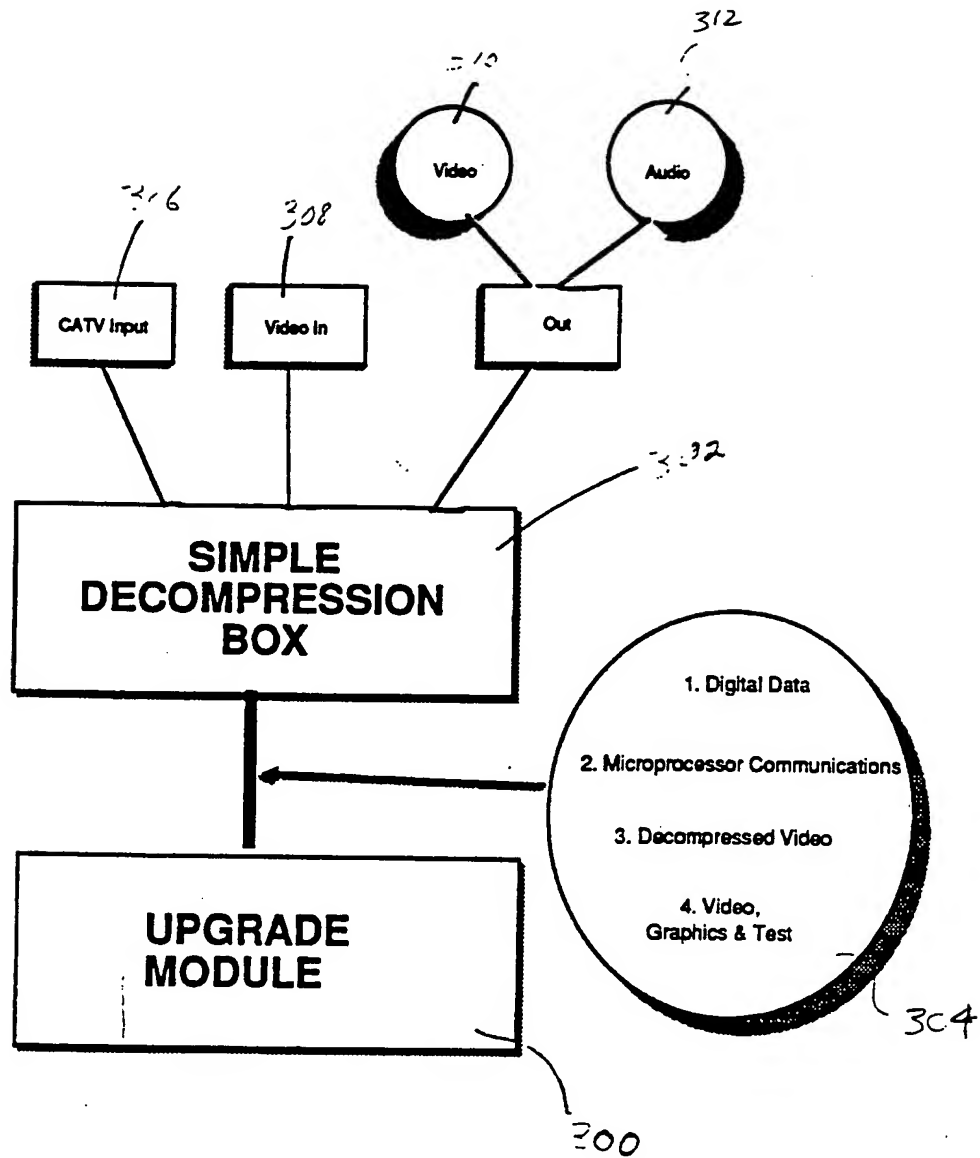 312
Video
Audio
308
CATV Input
Video In
Out
SIMPLE
DECOMPRESSION
BOX
1. Digital Data
2. Microprocessor Communications
3. Decompressed Video
4. Video,
Graphics & Test
UPGRADE
MODULE
304
300